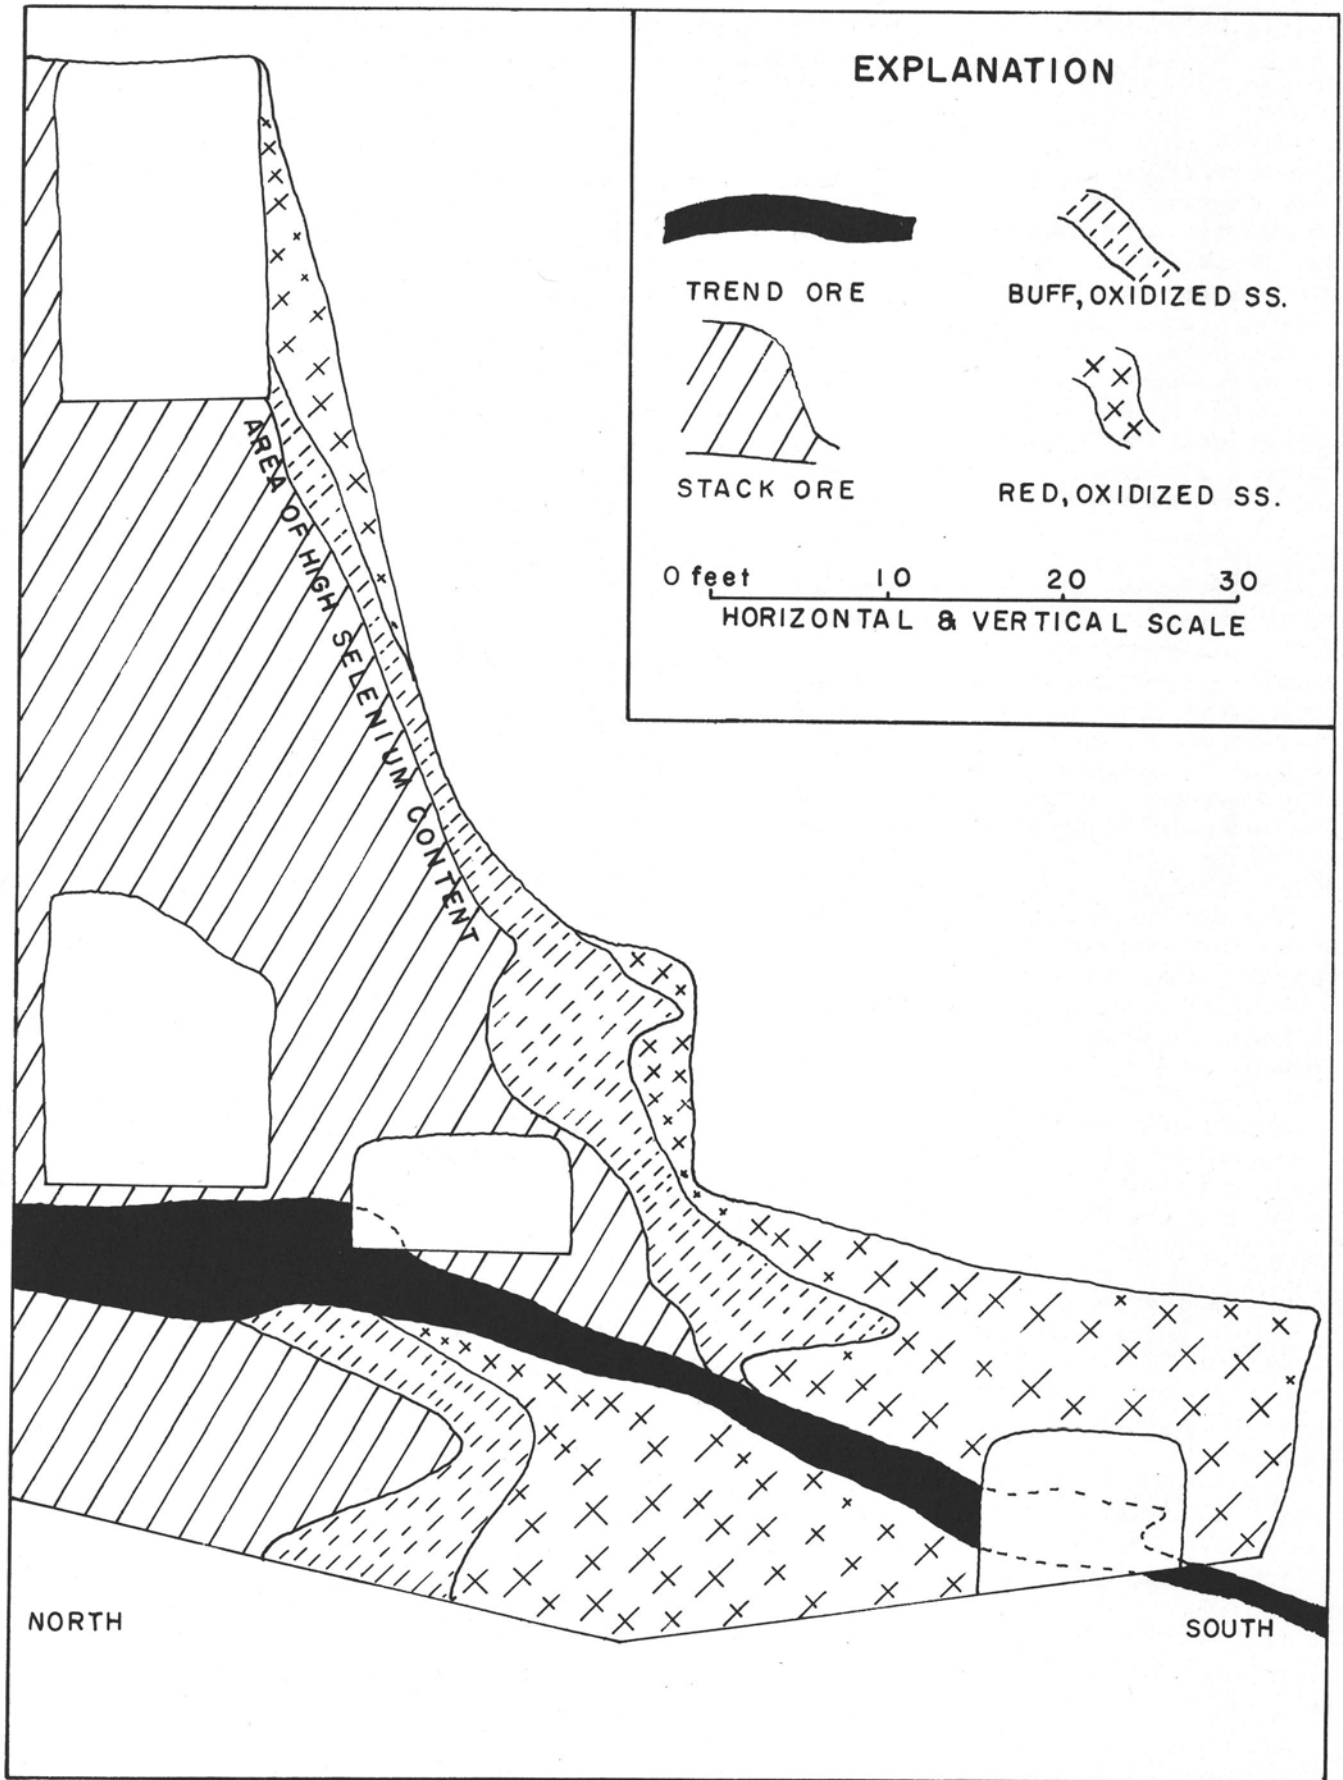 EXPLANATION
TREND ORE
BUFF, OXIDIZED SS.
STACK ORE
RED, OXIDIZED SS.
0 feet 10 20 30
HORIZONTAL & VERTICAL SCALE
AREA OF HIGH SELENIUM CONTENT
NORTH
SOUTH